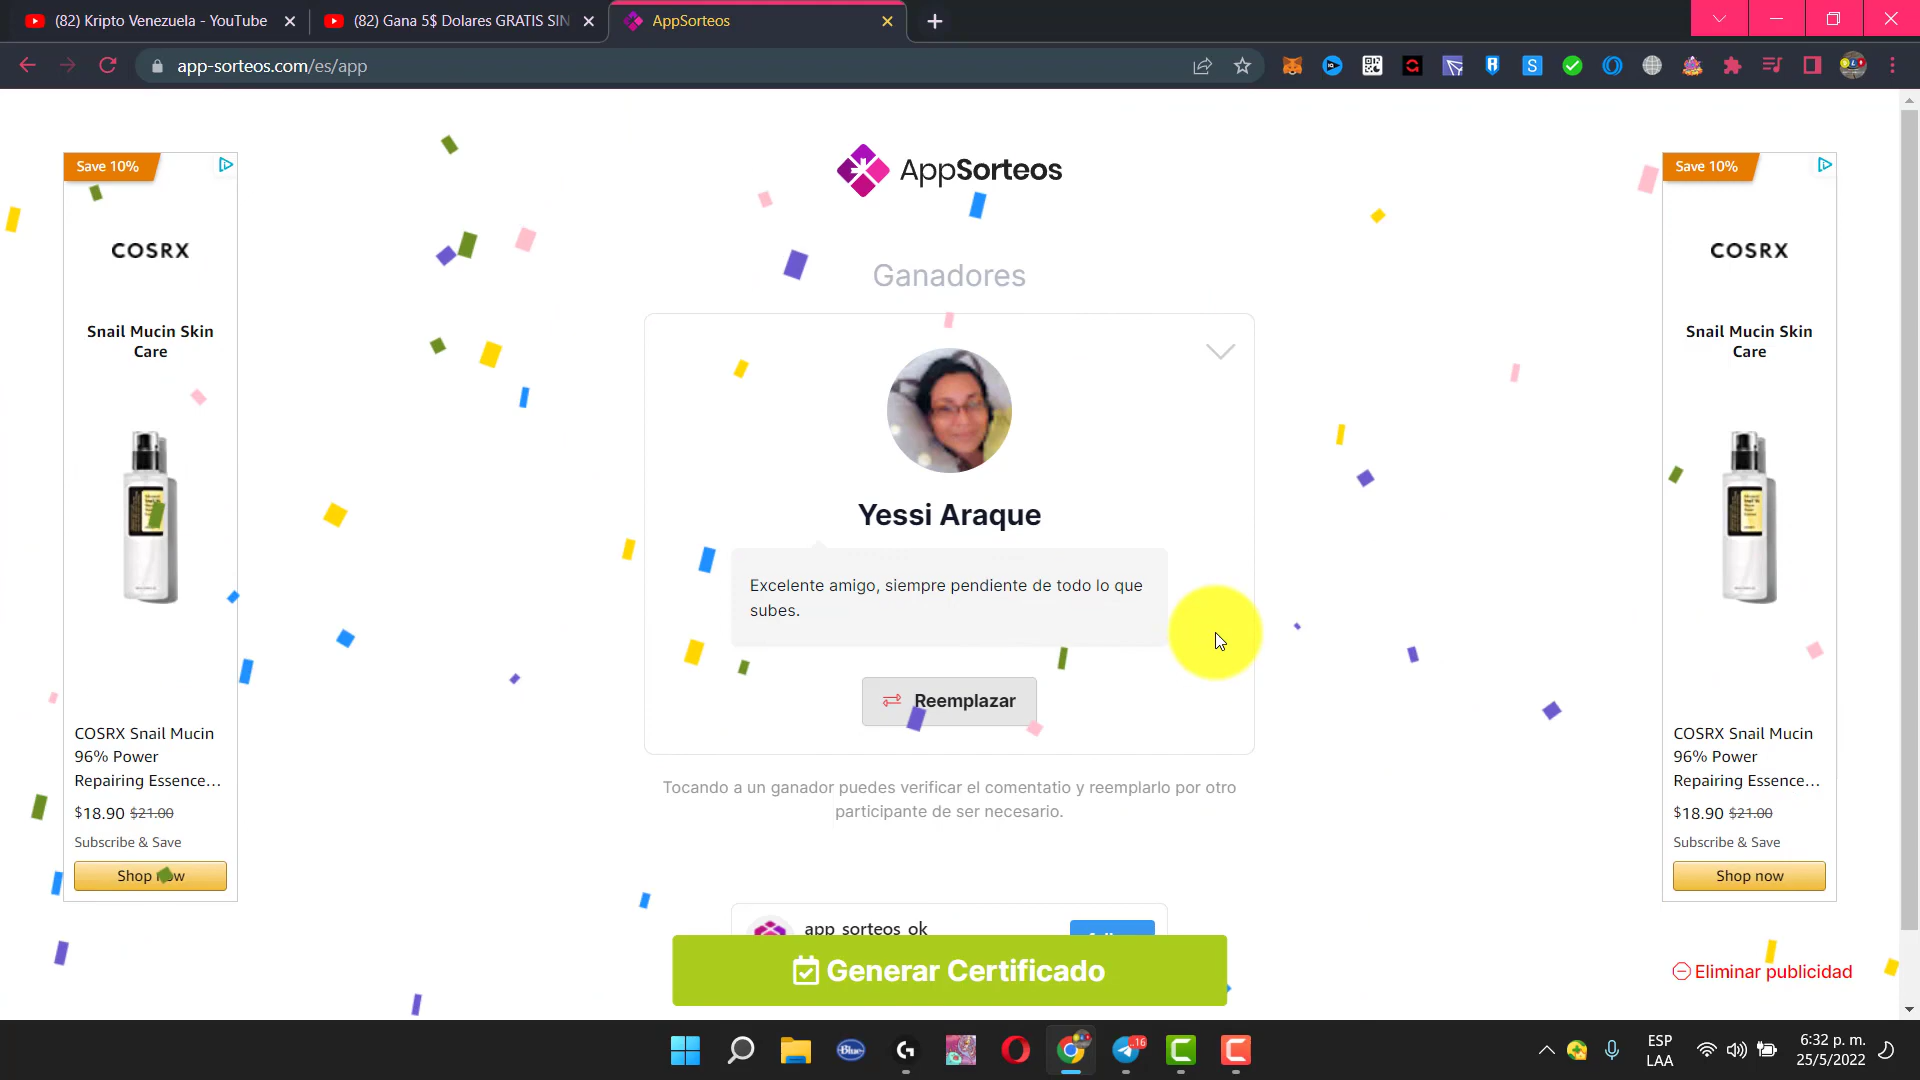 (82) Kripto Venezuela - YouTube
(82) Gana 5$ Dolares GRATIS SIN
AppSorteos
app-sorteos.com/es/app
AppSorteos
Ganadores
Yessi Araque
Excelente amigo, siempre pendiente de todo lo que
subes.
Reemplazar
Tocando a un ganador puedes verificar el comentatio y reemplarlo por otro
participante de ser necesario.
app_sorteos_ok
Generar Certificado
Save 10%
COSRX
Snail Mucin Skin
Care
COSRX Snail Mucin
96% Power
Repairing Essence...
$18.90 $21.00
Subscribe & Save
Shop now
Save 10%
COSRX
Snail Mucin Skin
Care
COSRX Snail Mucin
96% Power
Repairing Essence...
$18.90 $21.00
Subscribe & Save
Shop now
Eliminar publicidad
Blue
16
ESP
LAA
6:32 p. m.
25/5/2022